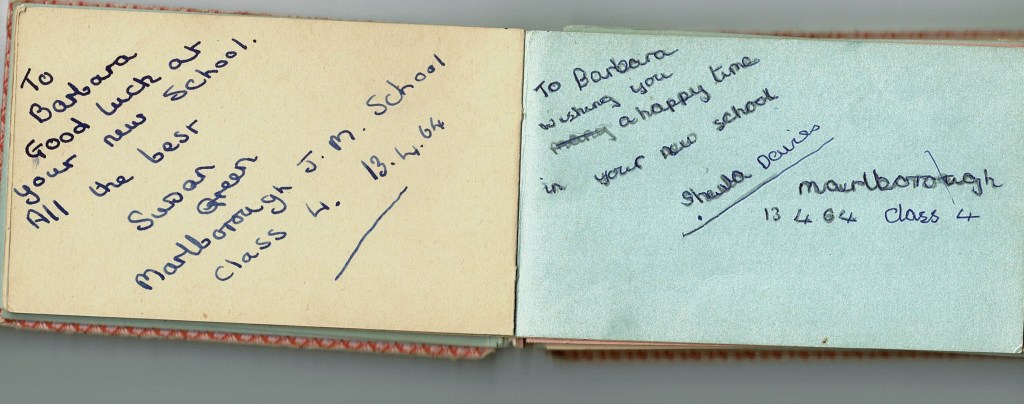 To
Barbara
Good luck at
your new School.
All the best
Susan
Green
Marlborough J. M. School
Class 4.
13.4.64
To Barbara
wishing you
many a happy time
in your new school
Sheila Davies
marlborough
13 4 64 class 4